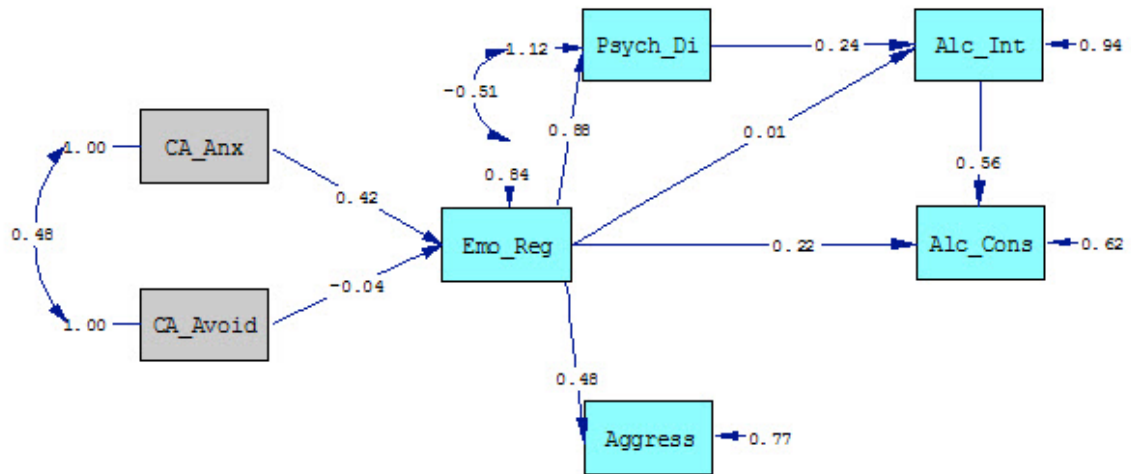 1.12
Psych_Di
0.24
Alc_Int
0.94
-0.51
1.00
CA_Anx
0.88
0.01
0.84
0.56
0.42
0.48
Emo_Reg
0.22
Alc_Cons
0.62
-0.04
1.00
CA_Avoid
0.48
Aggress
0.77